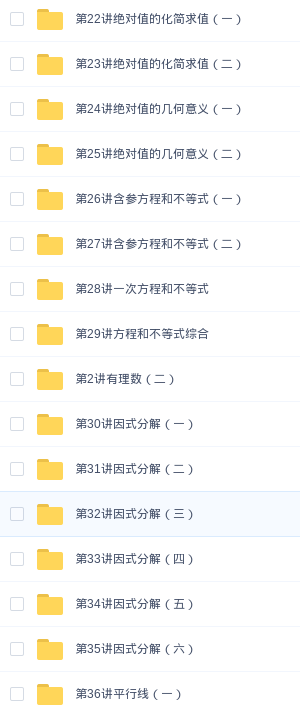 第22讲绝对值的化简求值（一）
第23讲绝对值的化简求值（二）
第24讲绝对值的几何意义（一）
第25讲绝对值的几何意义（二）
第26讲含参方程和不等式（一）
第27讲含参方程和不等式（二）
第28讲一次方程和不等式
第29讲方程和不等式综合
第2讲有理数（二）
第30讲因式分解（一）
第31讲因式分解（二）
第32讲因式分解（三）
第33讲因式分解（四）
第34讲因式分解（五）
第35讲因式分解（六）
第36讲平行线（一）